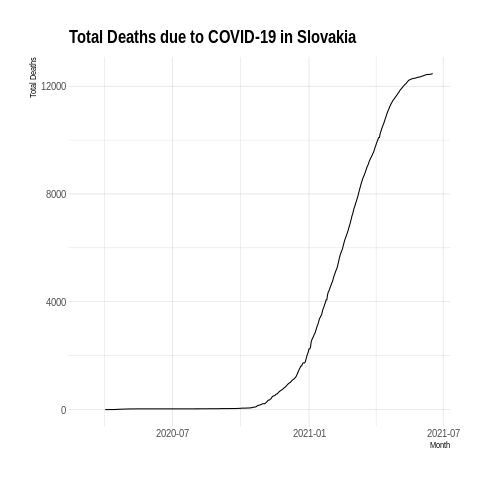 Total Deaths due to COVID-19 in Slovakia
Total Deaths
12000
8000
4000
0
2020-07
2021-01
2021-07
Month